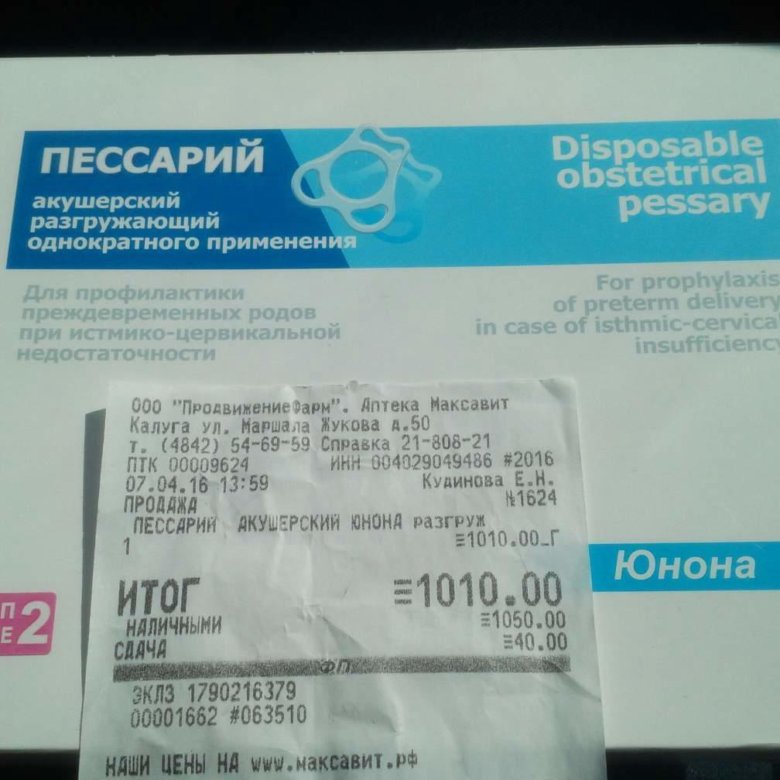 ПЕССАРИЙ
акушерский
разгружающий
однократного применения
Disposable
obstetrical
pessary
Для профилактики
преждевременных родов
при истмико-цервикальной
недостаточности
For prophylaxis
of preterm delivery
in case of isthmic-cervica
insufficiency
ООО "ПродвижениеФарм". Аптека Максавит
Калуга ул. Маршала Жукова д.50
т. (4842) 54-69-59 Справка 21-808-21
ПТК 00009624 ИНН 004029049486 #2016
07.04.16 13:59 Кудинова Е.Н.
ПРОДАЖА №1624
ПЕССАРИЙ АКУШЕРСКИЙ ЮНОНА разгруж
1 ≡1010.00_Г
ИТОГ ≡1010.00
НАЛИЧНЫМИ ≡1050.00
СДАЧА ≡40.00
ФП
ЭКЛЗ 1790216379
00001662 #063510
НАШИ ЦЕНЫ НА www.максавит.рф
Юнона
П
Е 2